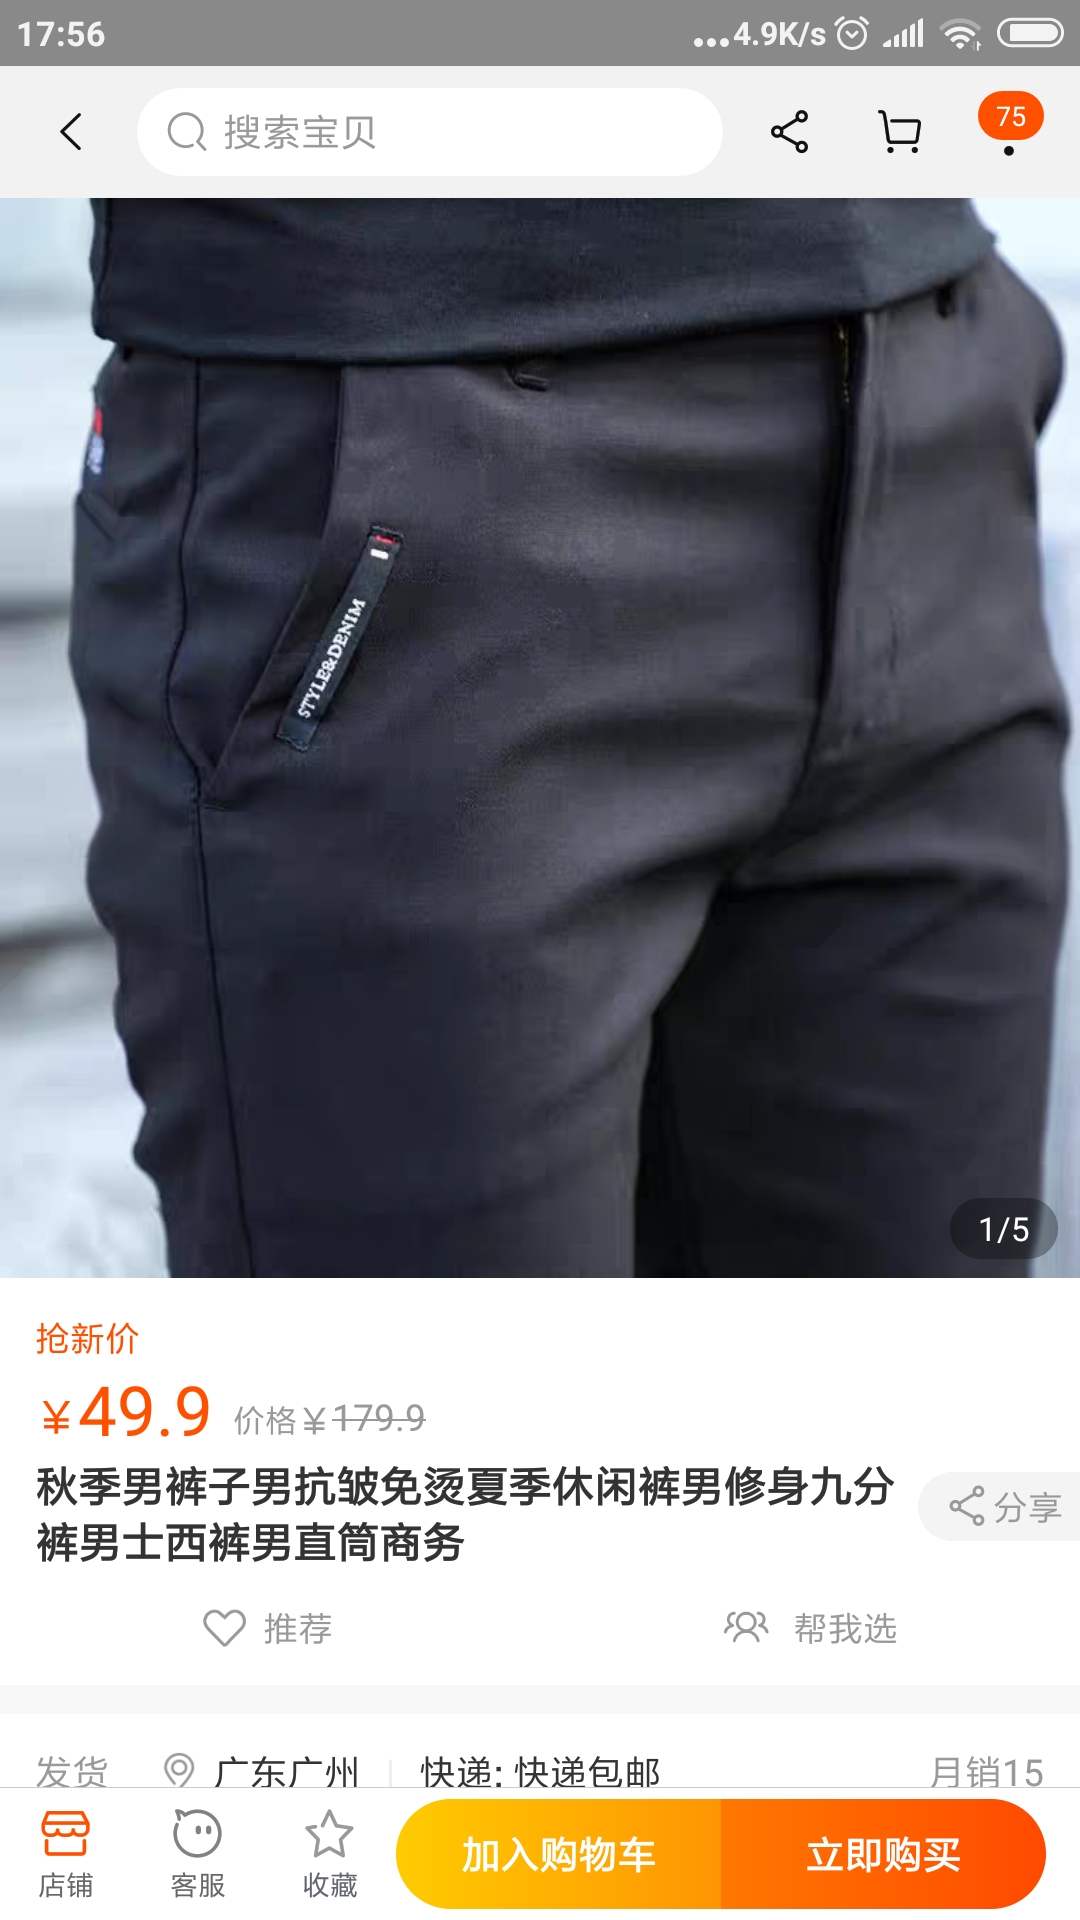 17:56
...4.9K/s
搜索宝贝
75
STYLE&DENIM
1/5
抢新价
¥49.9 价格¥179.9
秋季男裤子男抗皱免烫夏季休闲裤男修身九分
裤男士西裤男直筒商务
分享
推荐
帮我选
发货 广东广州 快递: 快递包邮 月销15
店铺
客服
收藏
加入购物车
立即购买